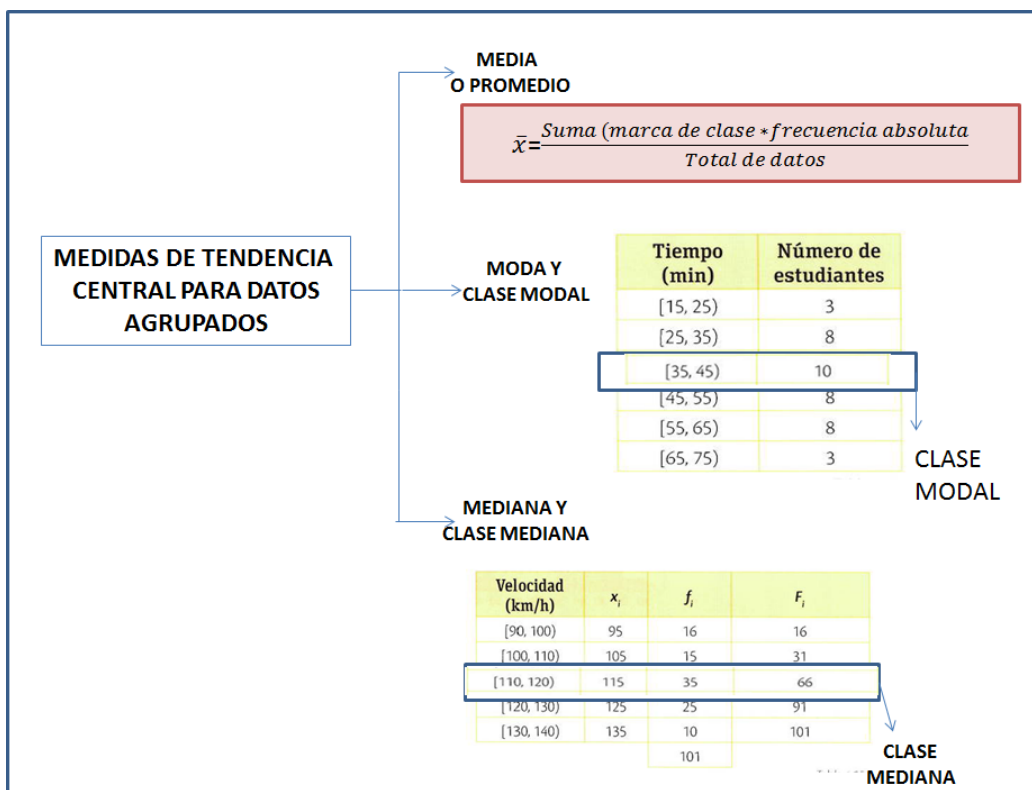 MEDIA
O PROMEDIO
x̄=Suma (marca de clase * frecuencia absoluta
Total de datos
MEDIDAS DE TENDENCIA
CENTRAL PARA DATOS
AGRUPADOS
MODA Y
CLASE MODAL
Tiempo Número de
(min) estudiantes
[15, 25) 3
[25, 35) 8
[35, 45) 10
[45, 55) 8
[55, 65) 8
[65, 75) 3
CLASE
MODAL
MEDIANA Y
CLASE MEDIANA
Velocidad
(km/h) xi fi Fi
[90, 100) 95 16 16
[100, 110) 105 15 31
[110, 120) 115 35 66
[120, 130) 125 25 91
[130, 140) 135 10 101
101
CLASE
MEDIANA